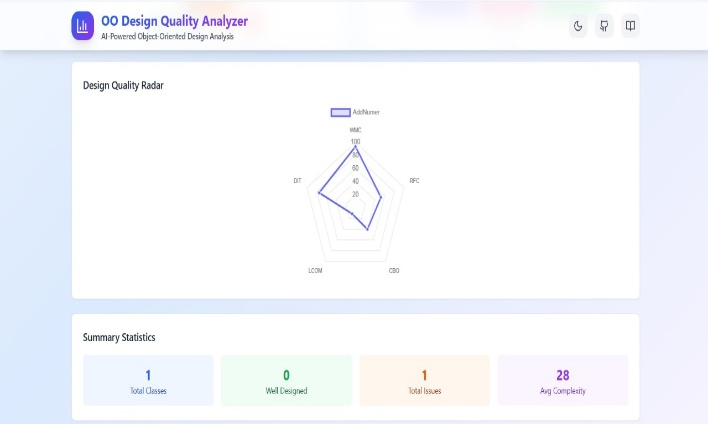 OO Design Quality Analyzer
AI-Powered Object-Oriented Design Analysis
Design Quality Radar
AddNumer
WMC
100
80
60
40
20
DIT
RFC
LCOM
CBO
Summary Statistics
1
Total Classes
0
Well Designed
1
Total Issues
28
Avg Complexity